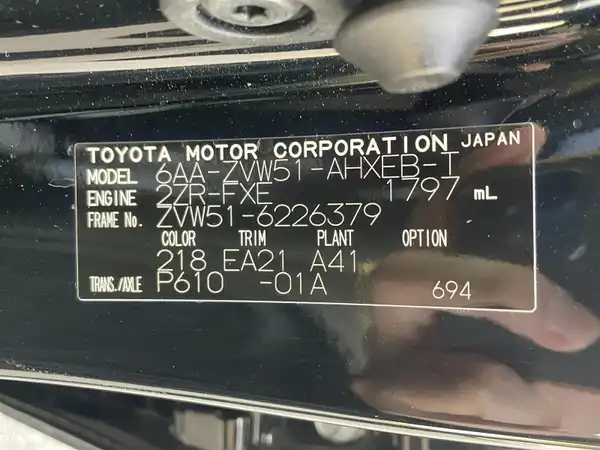 TOYOTA MOTOR CORPORATION JAPAN
MODEL 6AA-ZVW51-AHXEB-T
ENGINE 2ZR-FXE 1797 mL
FRAME No. ZVW51-6226379
COLOR TRIM PLANT OPTION
218 EA21 A41
TRANS./AXLE P610 -01A 694